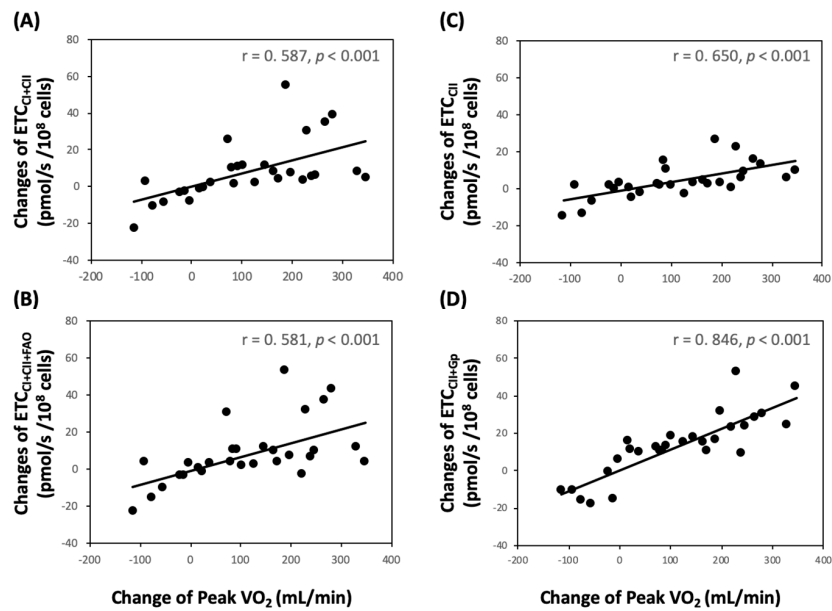 (A)
Changes of ETCCI+CII
(pmol/s /10⁸ cells)
r = 0. 587, p < 0.001
80
60
40
20
0
-20
-40
-200 -100 0 100 200 300 400
(B)
Changes of ETCCI+CII+FAO
(pmol/s /10⁸ cells)
r = 0. 581, p < 0.001
80
60
40
20
0
-20
-40
-200 -100 0 100 200 300 400
Change of Peak VO₂ (mL/min)
(C)
Changes of ETCCII
(pmol/s /10⁸ cells)
r = 0. 650, p < 0.001
80
60
40
20
0
-20
-40
-200 -100 0 100 200 300 400
(D)
Changes of ETCCII+Gp
(pmol/s /10⁸ cells)
r = 0. 846, p < 0.001
80
60
40
20
0
-20
-40
-200 -100 0 100 200 300 400
Change of Peak VO₂ (mL/min)